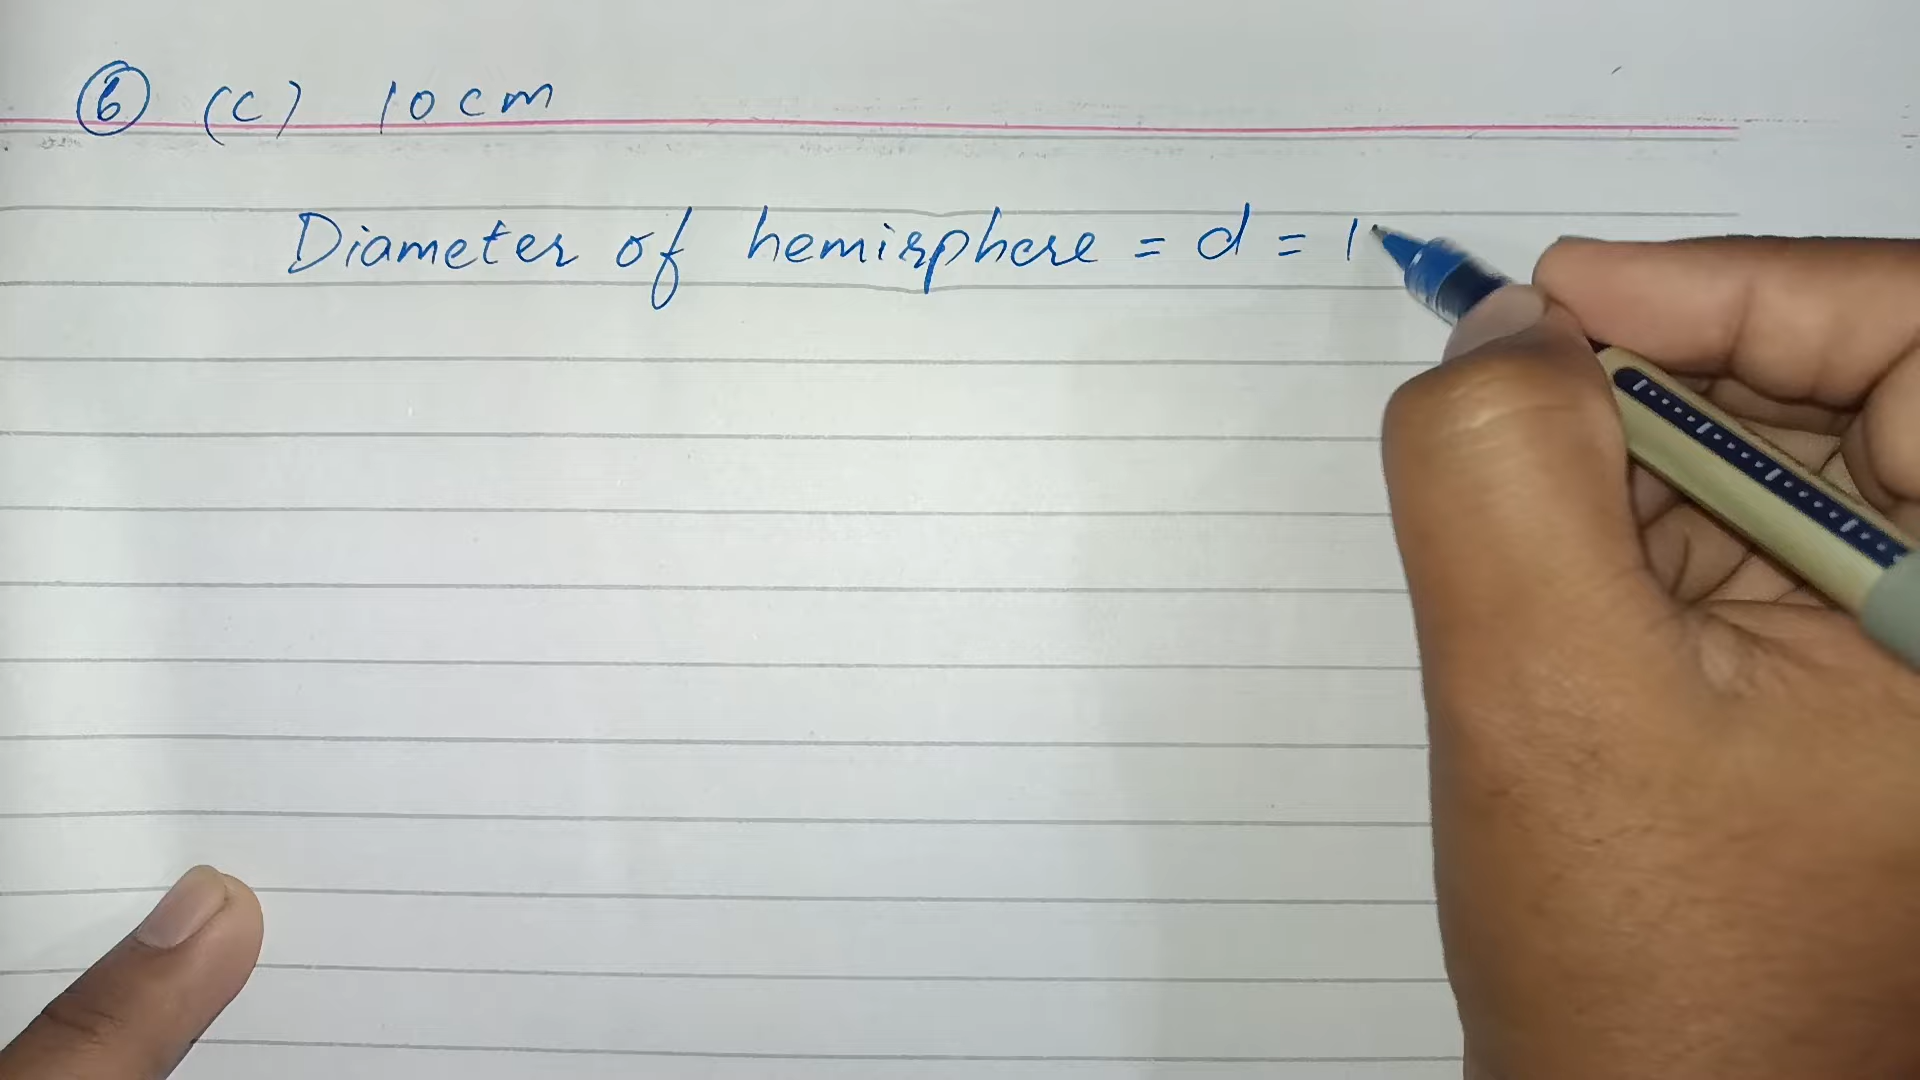 6 (C) 10 cm
Diameter of hemisphere = d = 1